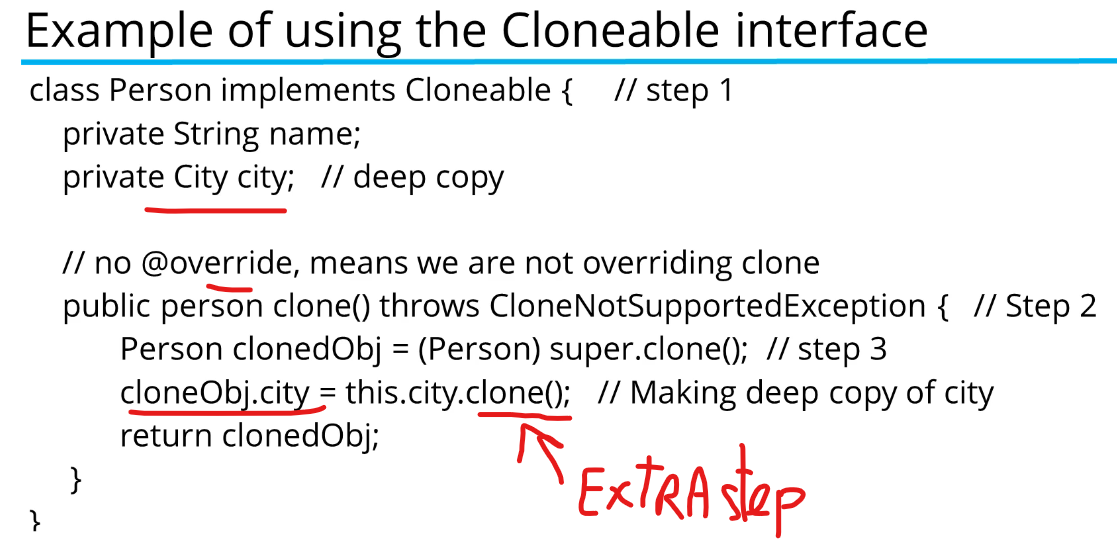 Example of using the Cloneable interface
class Person implements Cloneable { // step 1
private String name;
private City city; // deep copy
// no @override, means we are not overriding clone
public person clone() throws CloneNotSupportedException { // Step 2
Person clonedObj = (Person) super.clone(); // step 3
cloneObj.city = this.city.clone(); // Making deep copy of city
return clonedObj;
}
ExTRA step
}